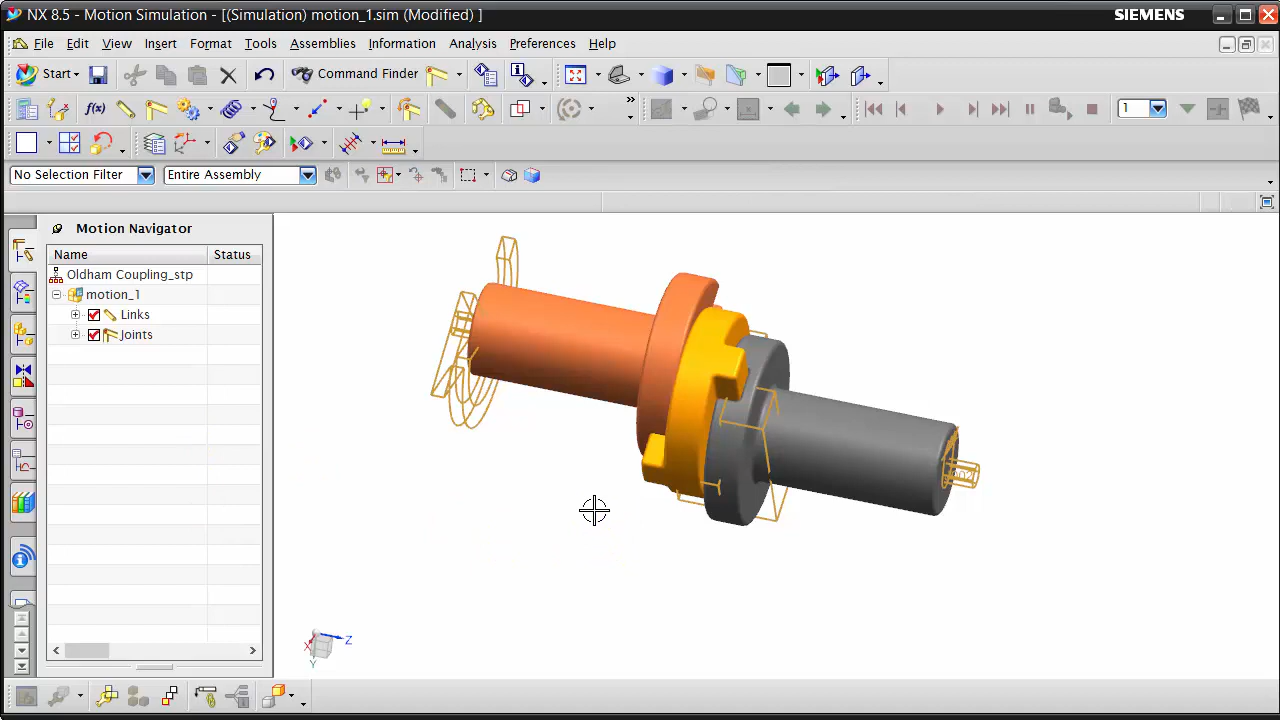 NX 8.5 - Motion Simulation - [(Simulation) motion_1.sim (Modified) ]
SIEMENS
File Edit View Insert Format Tools Assemblies Information Analysis Preferences Help
Start Command Finder
f(x) 1
No Selection Filter Entire Assembly
Motion Navigator
Name Status
Oldham Coupling_stp
motion_1
Links
Joints
X Y Z